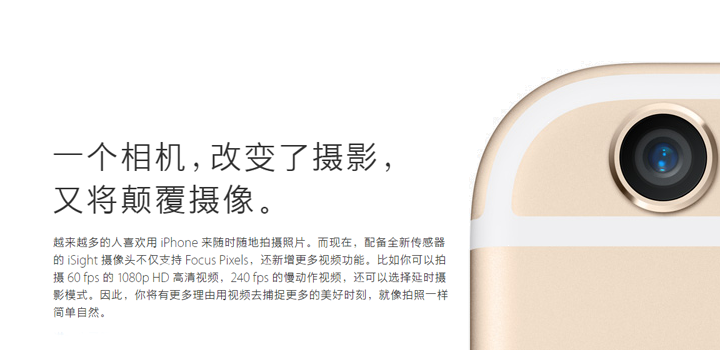 一个相机，改变了摄影，
又将颠覆摄像。
越来越多的人喜欢用 iPhone 来随时随地拍摄照片。而现在，配备全新传感器
的 iSight 摄像头不仅支持 Focus Pixels，还新增更多视频功能。比如你可以拍
摄 60 fps 的 1080p HD 高清视频，240 fps 的慢动作视频，还可以选择延时摄
影模式。因此，你将有更多理由用视频去捕捉更多的美好时刻，就像拍照一样
简单自然。